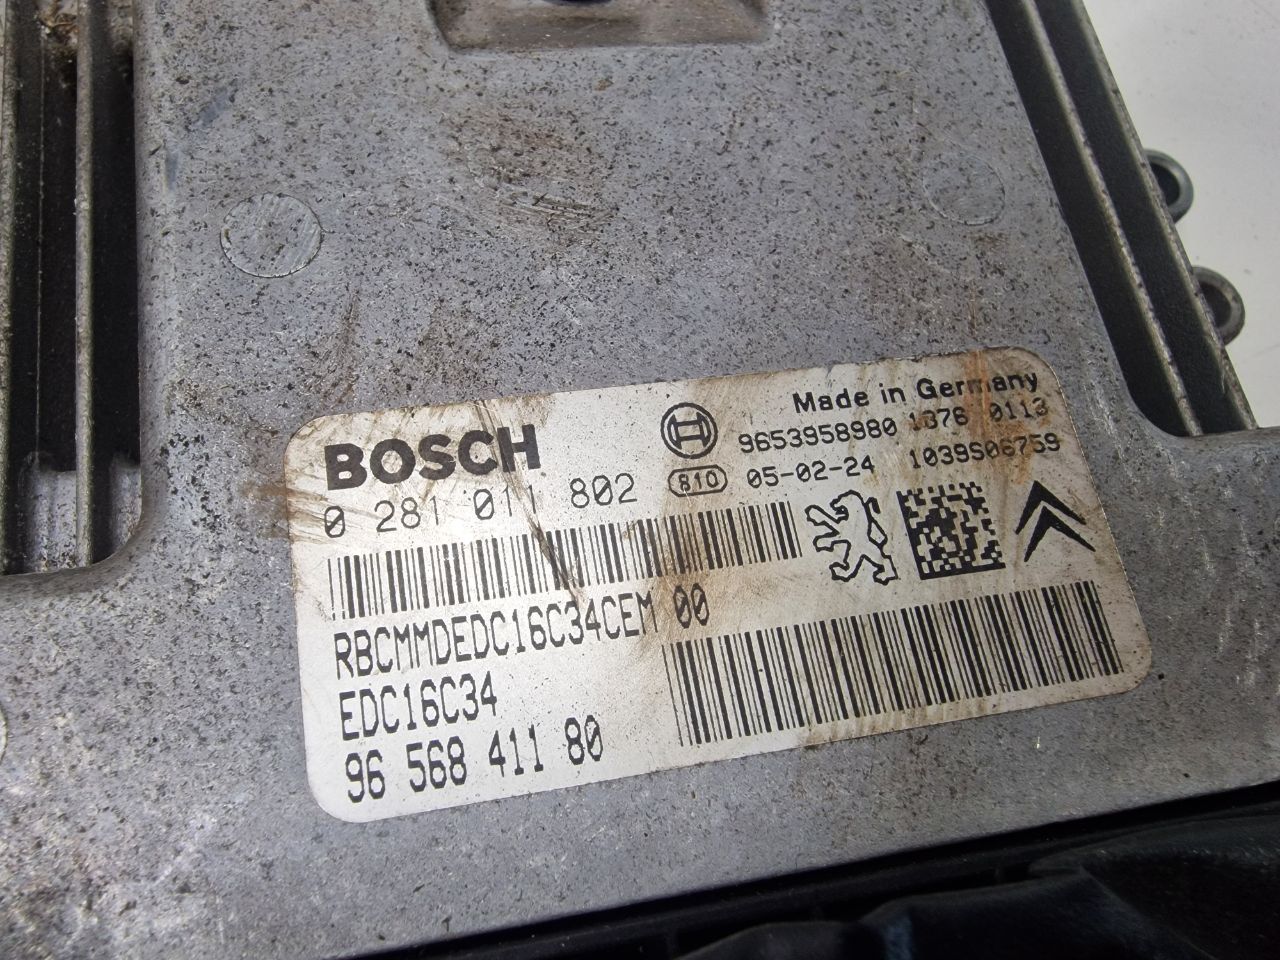 Made in Germany
BOSCH 9653958980 1376 0113
0 281 011 802 810 05-02-24 1039S06759
RBCMMDEDC16C34CEM 00
EDC16C34
96 568 411 80